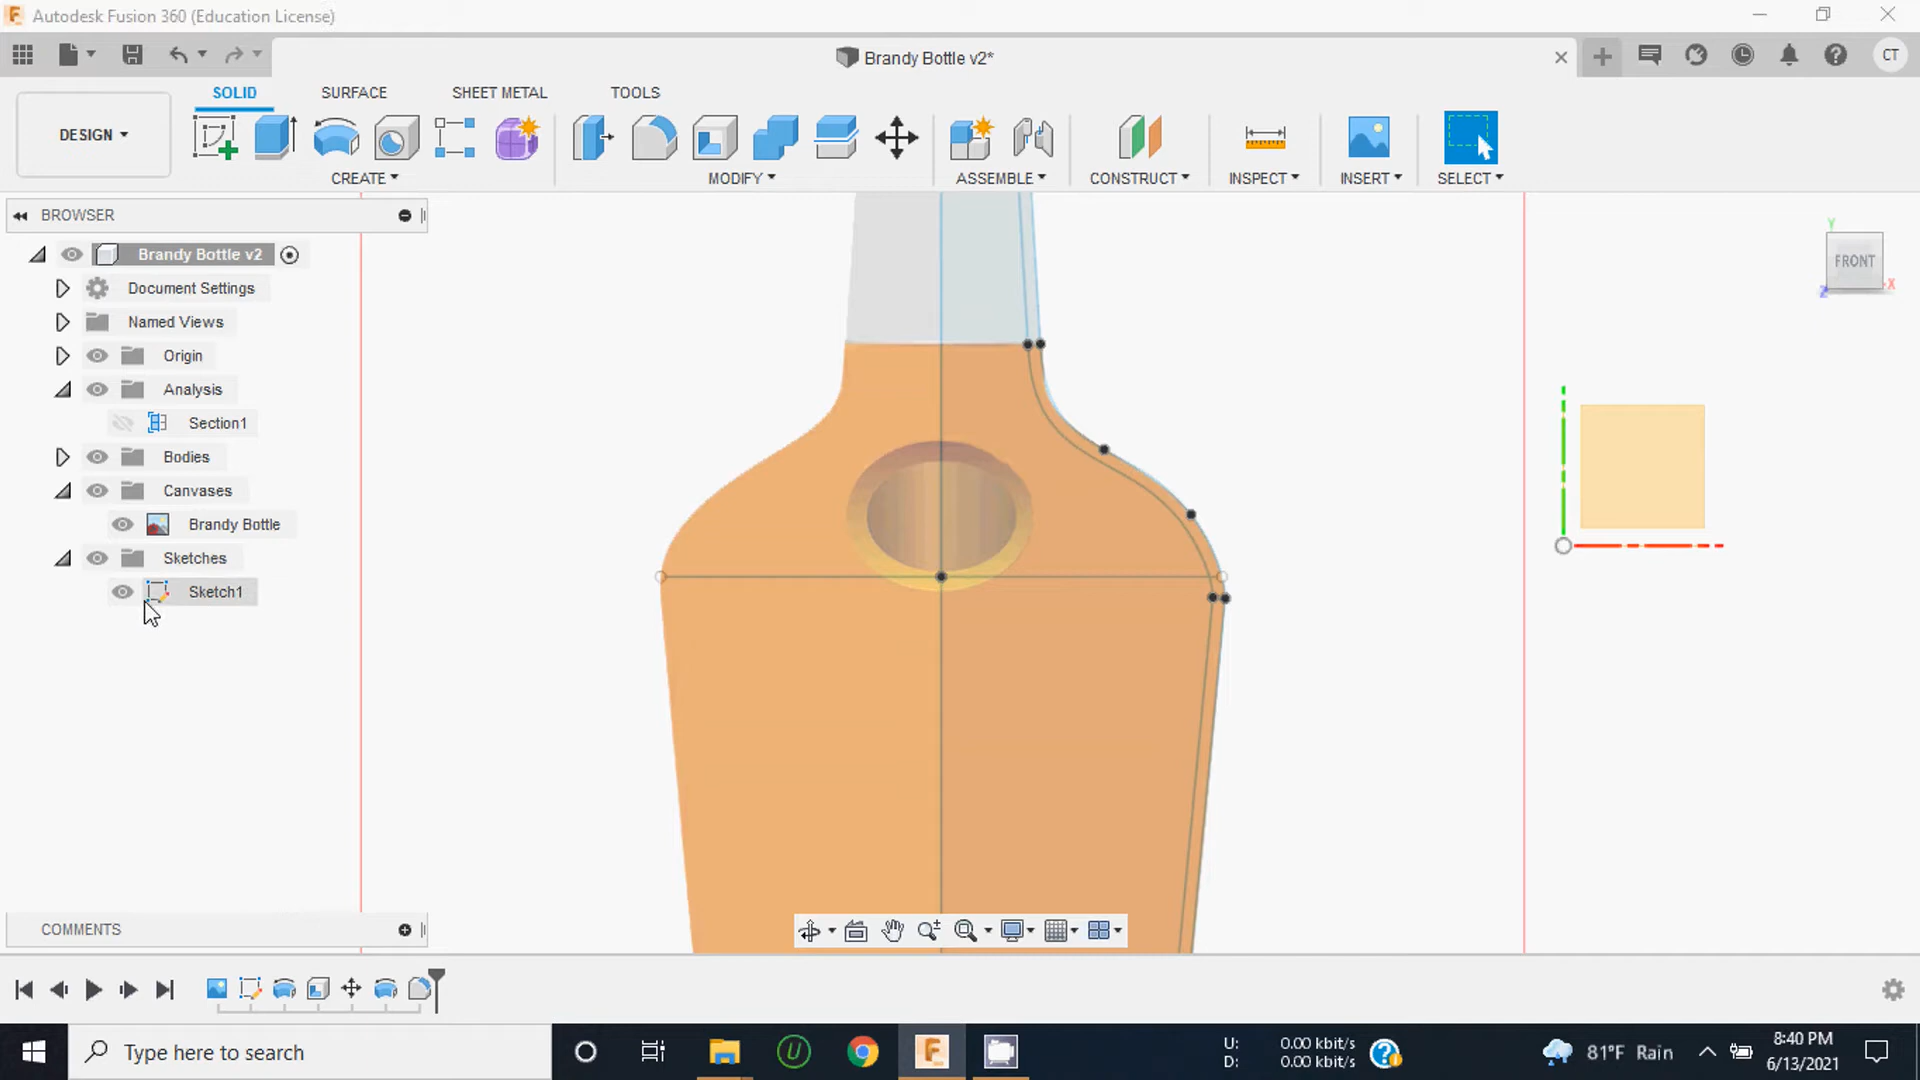 Autodesk Fusion 360 (Education License)
Brandy Bottle v2*
CT
SOLID SURFACE SHEET METAL TOOLS
DESIGN
CREATE MODIFY ASSEMBLE CONSTRUCT INSPECT INSERT SELECT
BROWSER
Brandy Bottle v2
Document Settings
Named Views
Origin
Analysis
Section1
Bodies
Canvases
Brandy Bottle
Sketches
Sketch1
Y
FRONT
X
Z
COMMENTS
Type here to search
U: 0.00 kbit/s
D: 0.00 kbit/s
81°F Rain
8:40 PM
6/13/2021